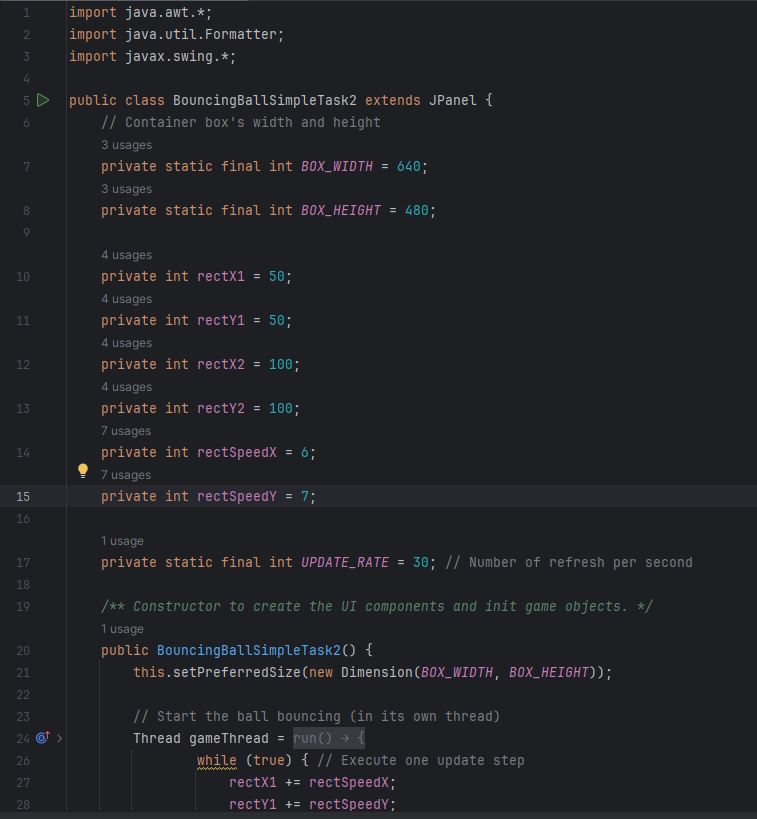 1 import java.awt.*;
2 import java.util.Formatter;
3 import javax.swing.*;
4
5 public class BouncingBallSimpleTask2 extends JPanel {
6 // Container box's width and height
3 usages
7 private static final int BOX_WIDTH = 640;
3 usages
8 private static final int BOX_HEIGHT = 480;
9
4 usages
10 private int rectX1 = 50;
4 usages
11 private int rectY1 = 50;
4 usages
12 private int rectX2 = 100;
4 usages
13 private int rectY2 = 100;
7 usages
14 private int rectSpeedX = 6;
7 usages
15 private int rectSpeedY = 7;
16
1 usage
17 private static final int UPDATE_RATE = 30; // Number of refresh per second
18
19 /** Constructor to create the UI components and init game objects. */
1 usage
20 public BouncingBallSimpleTask2() {
21 this.setPreferredSize(new Dimension(BOX_WIDTH, BOX_HEIGHT));
22
23 // Start the ball bouncing (in its own thread)
24 Thread gameThread = run() → {
26 while (true) { // Execute one update step
27 rectX1 += rectSpeedX;
28 rectY1 += rectSpeedY;